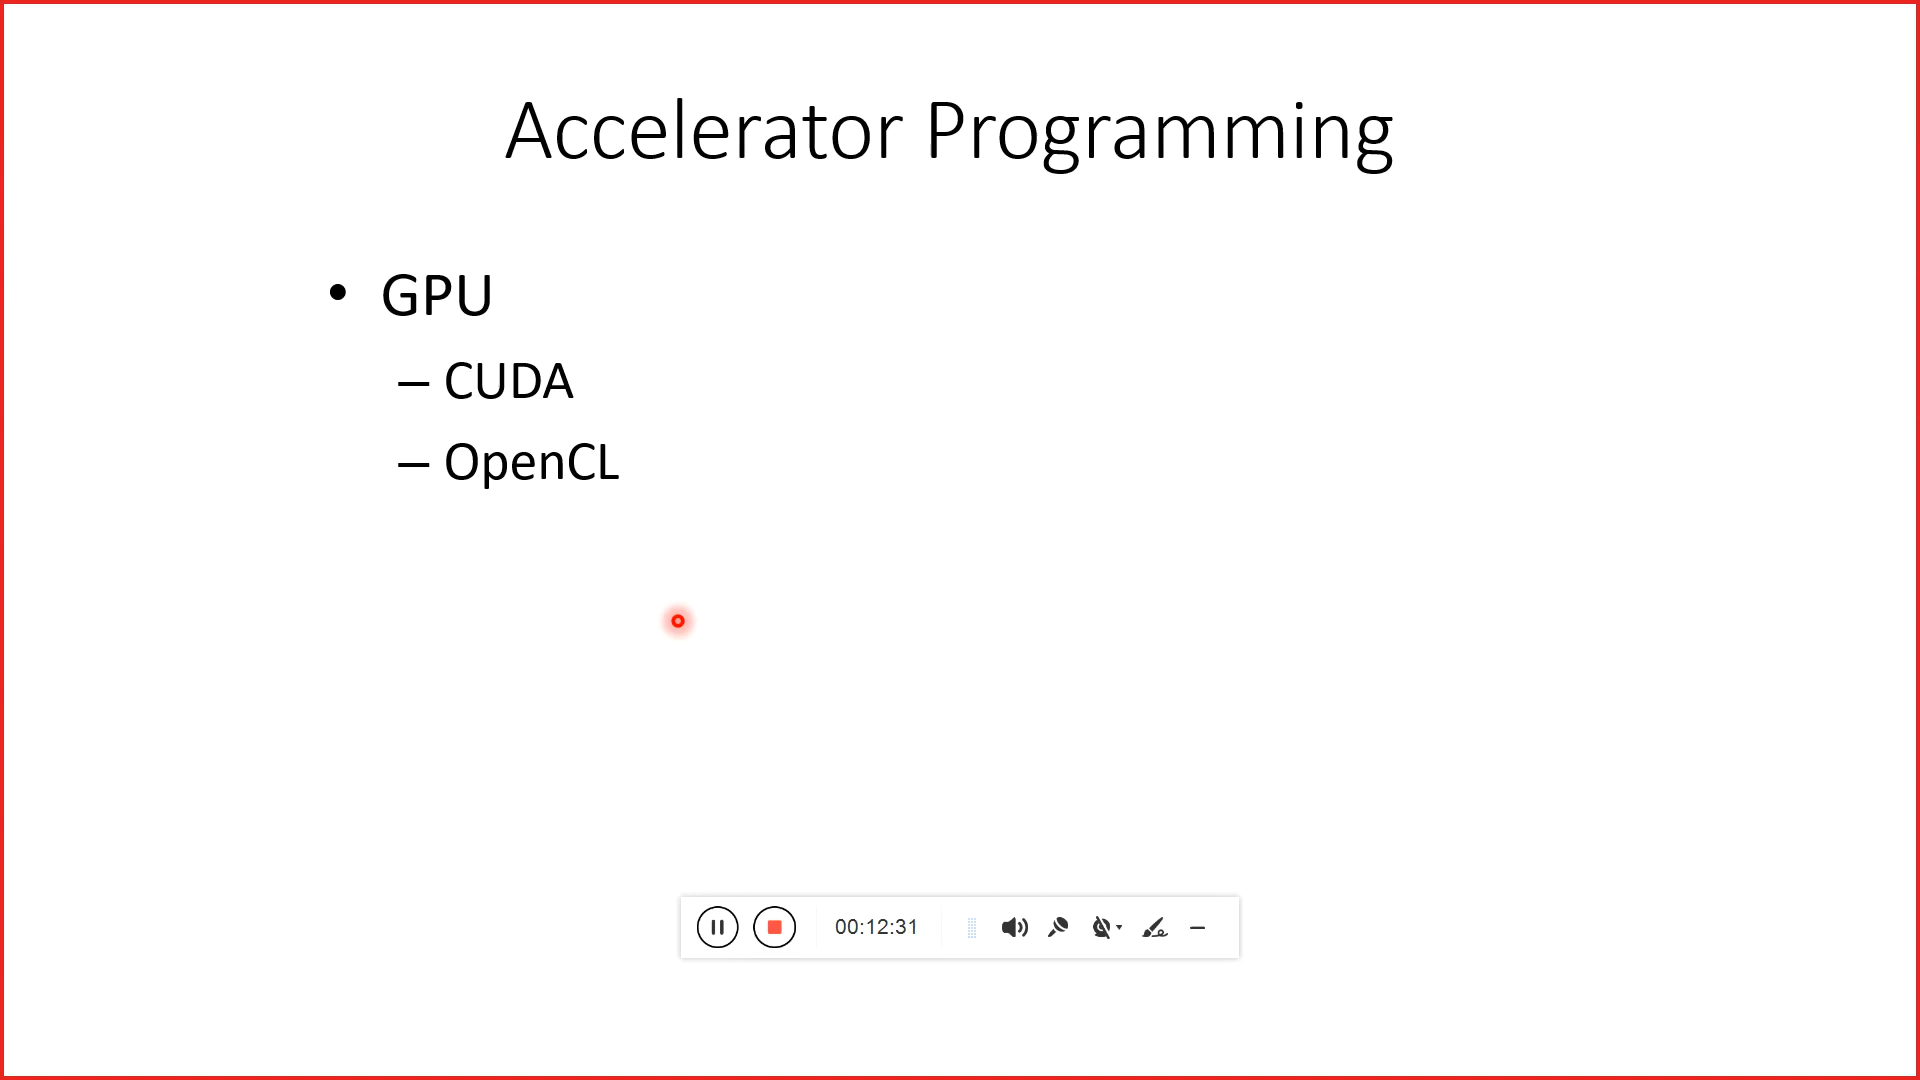 Accelerator Programming
• GPU
– CUDA
– OpenCL
00:12:31